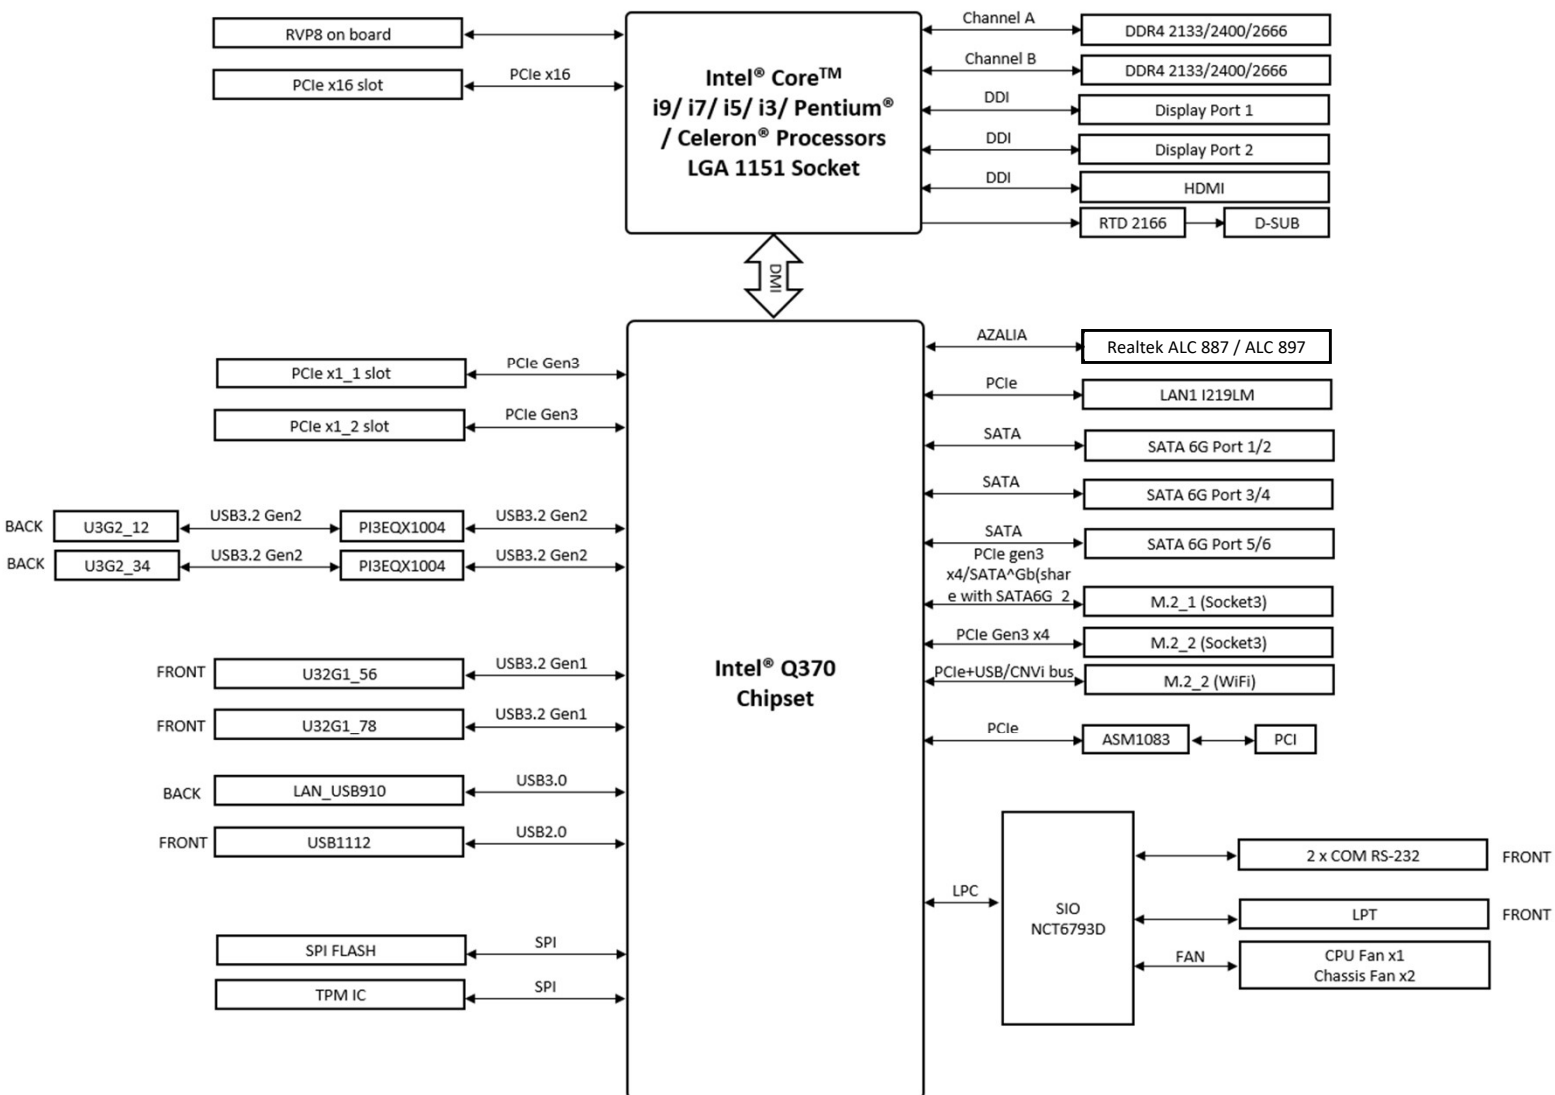 RVP8 on board
PCIe x16 slot
PCIe x16
Intel® Core™
i9/ i7/ i5/ i3/ Pentium®
/ Celeron® Processors
LGA 1151 Socket
Channel A
DDR4 2133/2400/2666
Channel B
DDR4 2133/2400/2666
DDI
Display Port 1
DDI
Display Port 2
DDI
HDMI
RTD 2166
D-SUB
DMI
PCIe x1_1 slot
PCIe Gen3
PCIe x1_2 slot
PCIe Gen3
BACK
U3G2_12
USB3.2 Gen2
PI3EQX1004
USB3.2 Gen2
BACK
U3G2_34
USB3.2 Gen2
PI3EQX1004
USB3.2 Gen2
FRONT
U32G1_56
USB3.2 Gen1
FRONT
U32G1_78
USB3.2 Gen1
BACK
LAN_USB910
USB3.0
FRONT
USB1112
USB2.0
SPI FLASH
SPI
TPM IC
SPI
Intel® Q370
Chipset
AZALIA
Realtek ALC 887 / ALC 897
PCIe
LAN1 I219LM
SATA
SATA 6G Port 1/2
SATA
SATA 6G Port 3/4
SATA
SATA 6G Port 5/6
PCIe gen3
x4/SATA^Gb(shar
e with SATA6G_2
M.2_1 (Socket3)
PCIe Gen3 x4
M.2_2 (Socket3)
PCIe+USB/CNVi bus
M.2_2 (WiFi)
PCIe
ASM1083
PCI
LPC
SIO
NCT6793D
2 x COM RS-232
FRONT
LPT
FRONT
FAN
CPU Fan x1
Chassis Fan x2